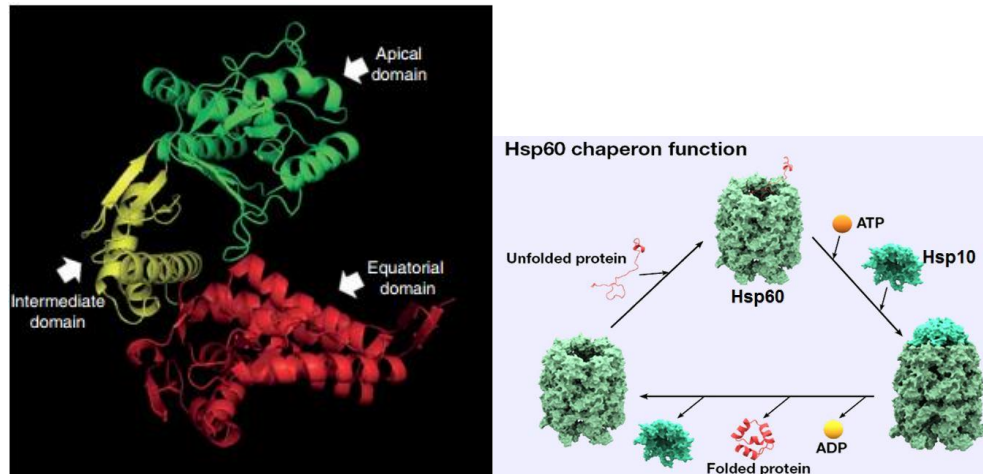 Apical
domain
Equatorial
domain
Intermediate
domain
Hsp60 chaperon function
ATP
Unfolded protein
Hsp10
Hsp60
ADP
Folded protein